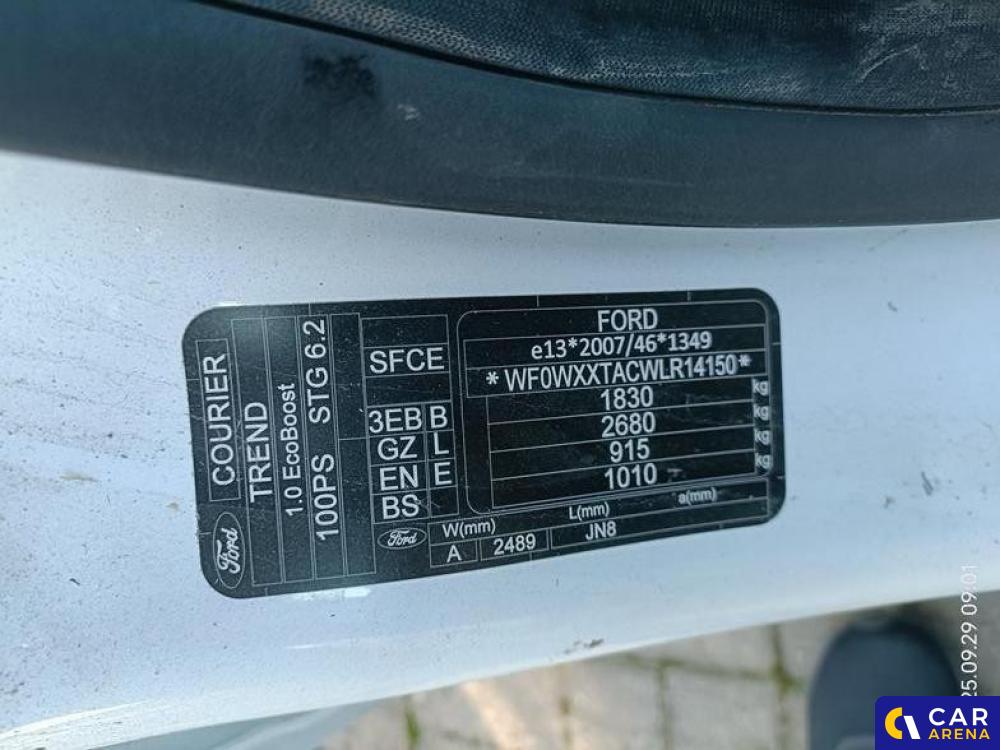 COURIER
TREND
1.0 EcoBoost
100PS STG 6.2
Ford
SFCE
3EB B
GZ L
EN E
BS
FORD
e13*2007/46*1349
*WF0WXXTACWLR14150*
1830 kg
2680 kg
915 kg
1010 kg
Ford W(mm) L(mm) a(mm)
A 2489 JN8
25.09.29 09:01
CAR
ARENA